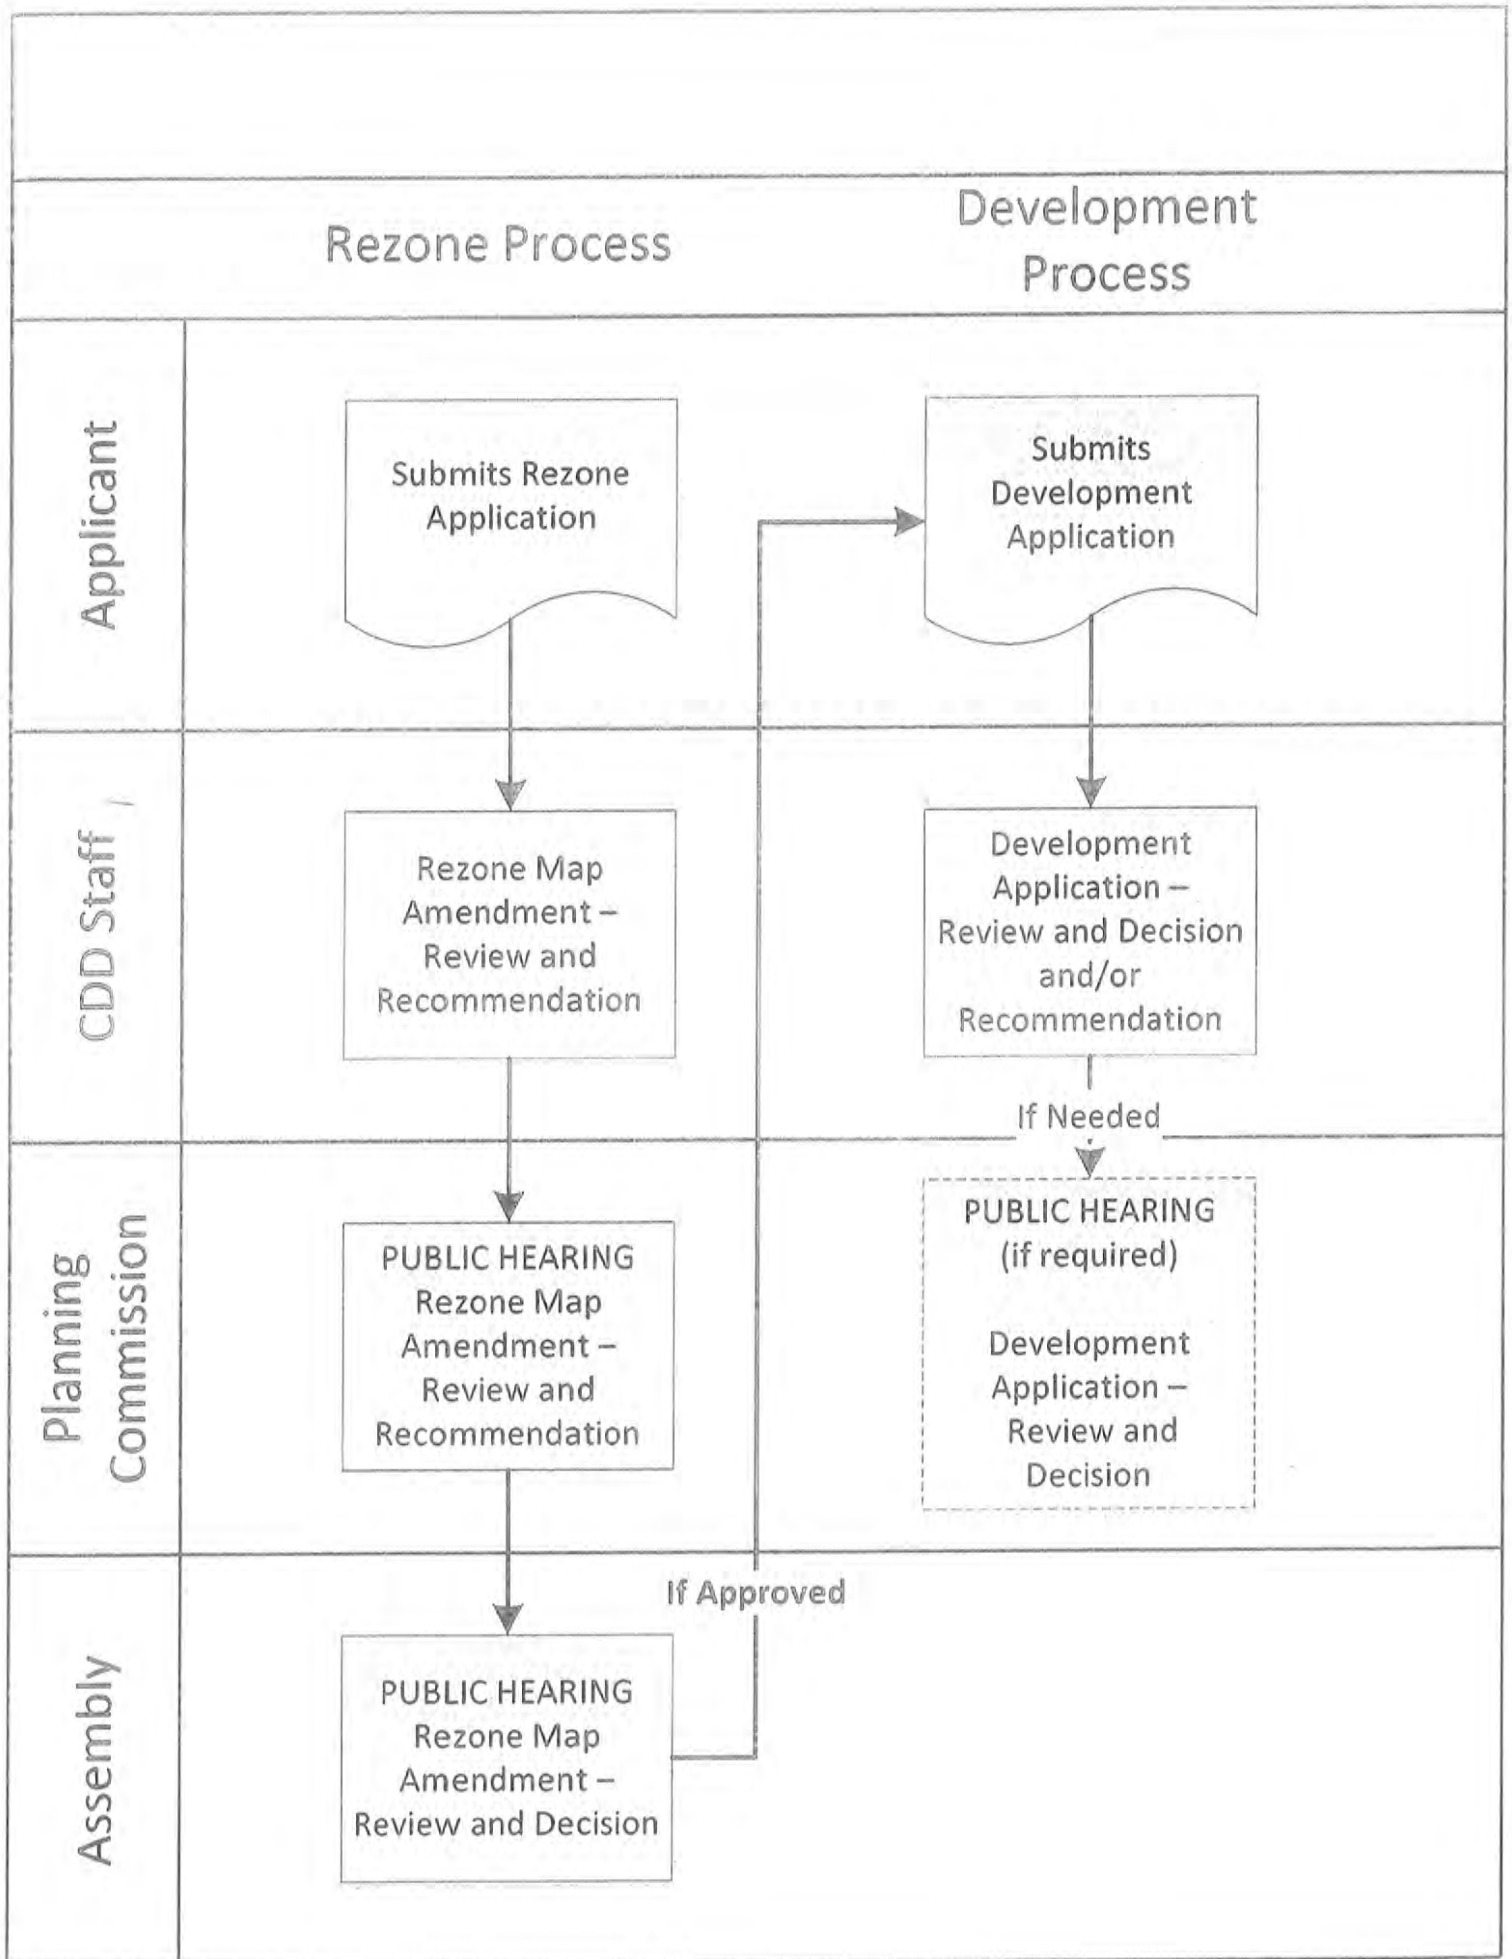 Rezone Process
Development
Process
Applicant
Submits Rezone
Application
Submits
Development
Application
CDD Staff
Rezone Map
Amendment –
Review and
Recommendation
Development
Application –
Review and Decision
and/or
Recommendation
If Needed
Planning
Commission
PUBLIC HEARING
Rezone Map
Amendment –
Review and
Recommendation
PUBLIC HEARING
(if required)
Development
Application –
Review and
Decision
If Approved
Assembly
PUBLIC HEARING
Rezone Map
Amendment –
Review and Decision